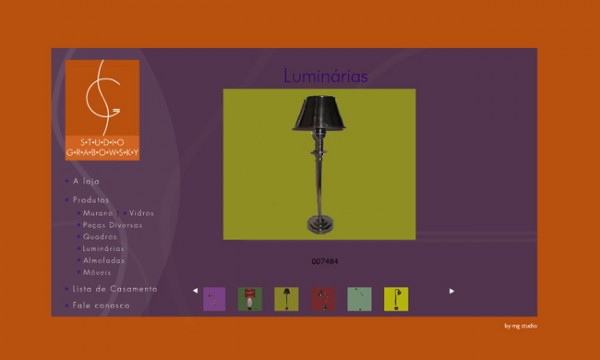 Luminárias
S·T·U·D·I·O
G·R·A·B·O·W·S·K·Y
A loja
Produtos
Murano | Vidros
Peças Diversas
Quadros
Luminárias
Almofadas
Móveis
Lista de Casamento
Fale conosco
007484
by mg studio